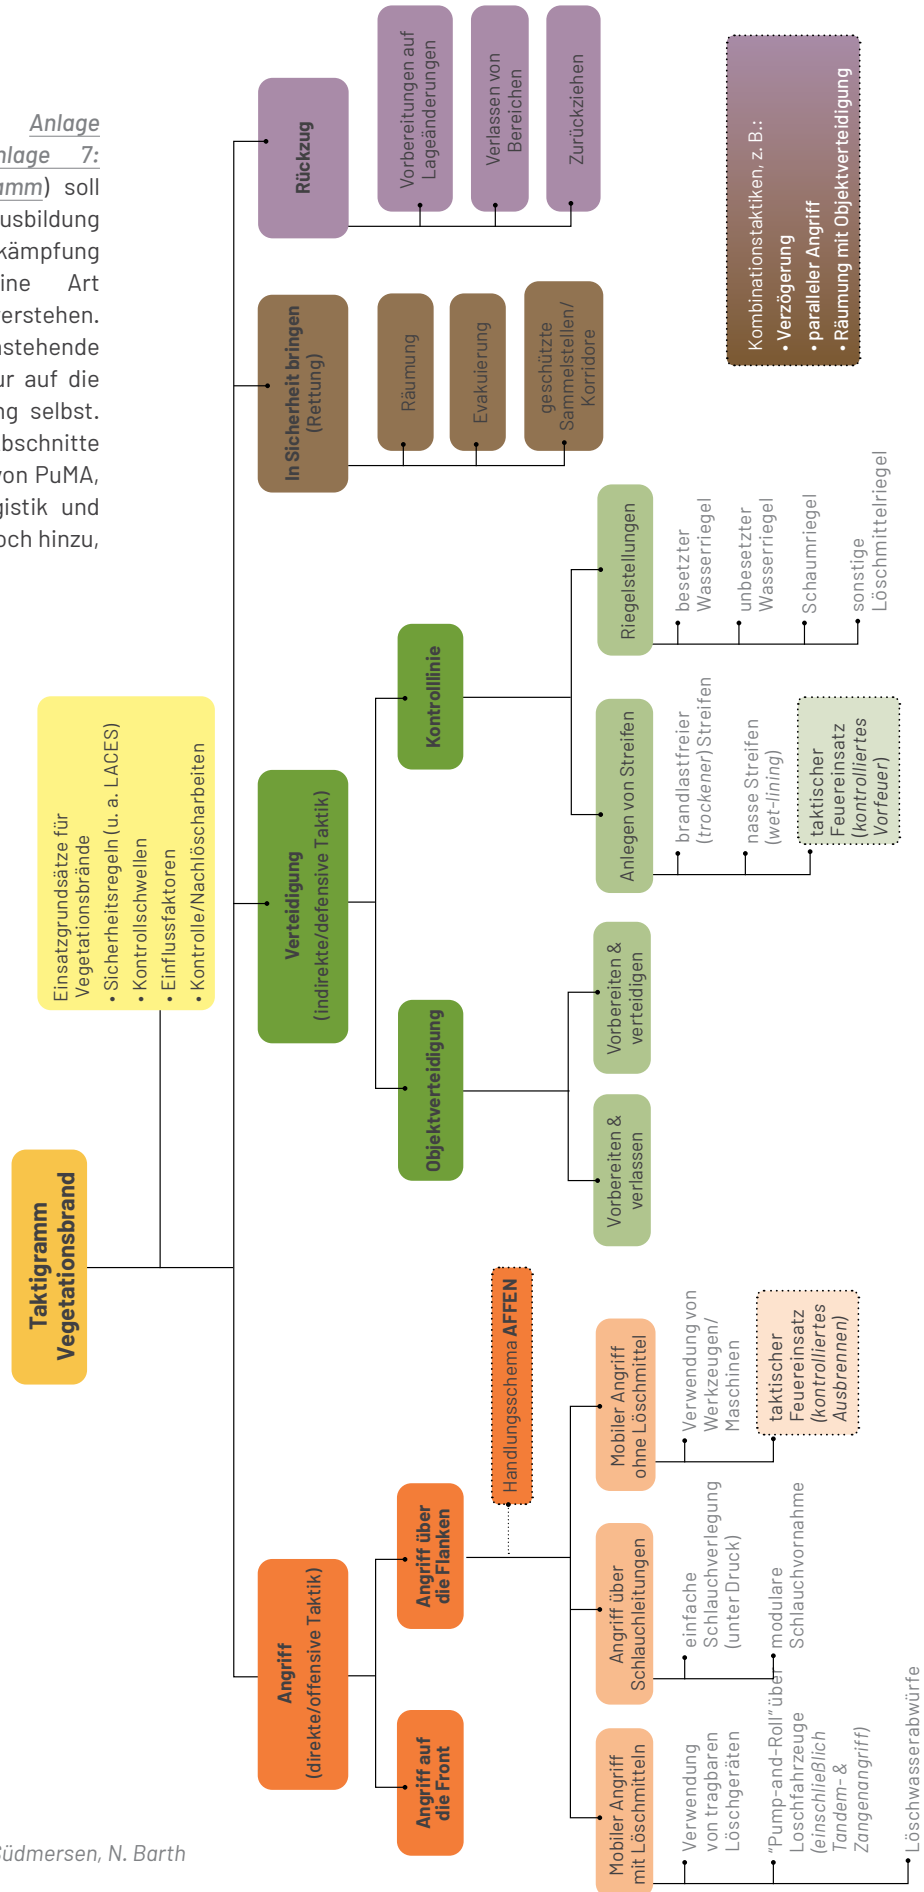 Anlage
nlage 7:
amm) soll
usbildung
kämpfung
ine Art
erstehen.
nstehende
ur auf die
ng selbst.
bschnitte
von PuMA,
gistik und
och hinzu,
Taktigramm
Vegetationsbrand
Einsatzgrundsätze für
Vegetationsbrände
• Sicherheitsregeln (u. a. LACES)
• Kontrollschwellen
• Einflussfaktoren
• Kontrolle/Nachlöscharbeiten
Angriff
(direkte/offensive Taktik)
Angriff auf
die Front
Angriff über
die Flanken
Handlungsschema AFFEN
Mobiler Angriff
mit Löschmitteln
Verwendung
von tragbaren
Löschgeräten
"Pump-and-Roll" über
Loschfahrzeuge
(einschließlich
Tandem- &
Zangenangriff)
Löschwasserabwürfe
Angriff über
Schlauchleitungen
einfache
Schlauchverlegung
(unter Druck)
modulare
Schlauchvornahme
Mobiler Angriff
ohne Löschmittel
Verwendung von
Werkzeugen/
Maschinen
taktischer
Feuereinsatz
(kontrolliertes
Ausbrennen)
Verteidigung
(indirekte/defensive Taktik)
Objektverteidigung
Vorbereiten &
verlassen
Vorbereiten &
verteidigen
Kontrolllinie
Anlegen von Streifen
brandlastfreier
(trockener) Streifen
nasse Streifen
(wet-lining)
taktischer
Feuereinsatz
(kontrolliertes
Vorfeuer)
Riegelstellungen
besetzter
Wasserriegel
unbesetzter
Wasserriegel
Schaumriegel
sonstige
Löschmittelriegel
In Sicherheit bringen
(Rettung)
Räumung
Evakuierung
geschützte
Sammelstellen/
Korridore
Rückzug
Vorbereitungen auf
Lageänderungen
Verlassen von
Bereichen
Zurückziehen
Kombinationstaktiken, z. B.:
• Verzögerung
• paralleler Angriff
• Räumung mit Objektverteidigung
Südmersen, N. Barth